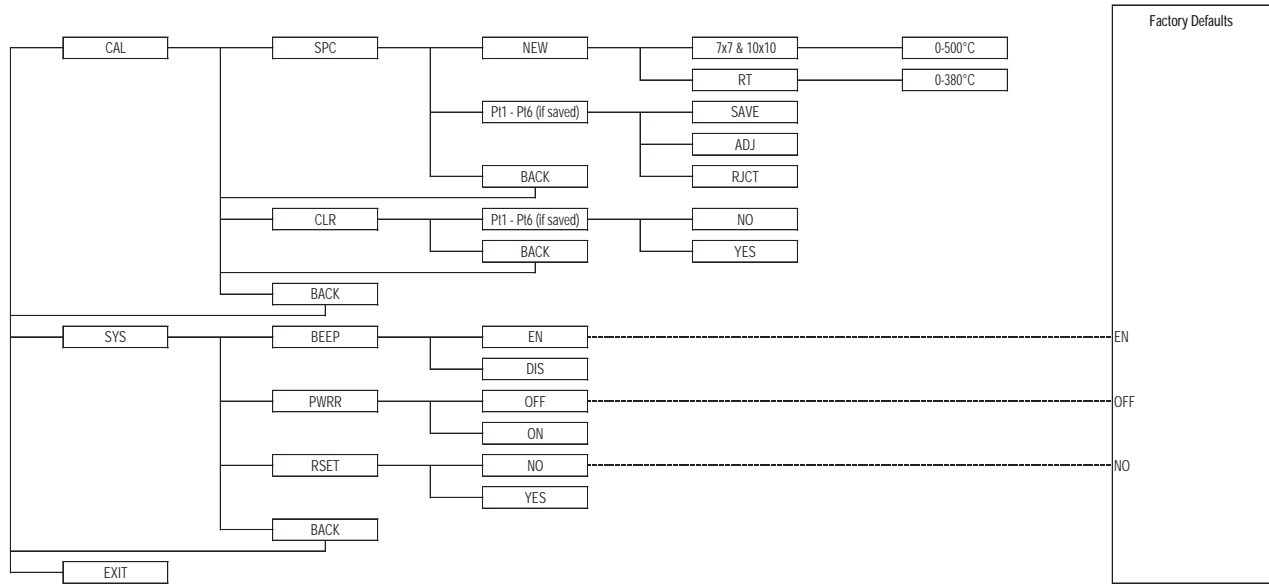 Factory Defaults
CAL
SPC
NEW
7x7 & 10x10
0-500°C
RT
0-380°C
Pt1 - Pt6 (if saved)
SAVE
ADJ
RJCT
BACK
CLR
Pt1 - Pt6 (if saved)
NO
YES
BACK
BACK
SYS
BEEP
EN
EN
DIS
PWRR
OFF
OFF
ON
RSET
NO
NO
YES
BACK
EXIT